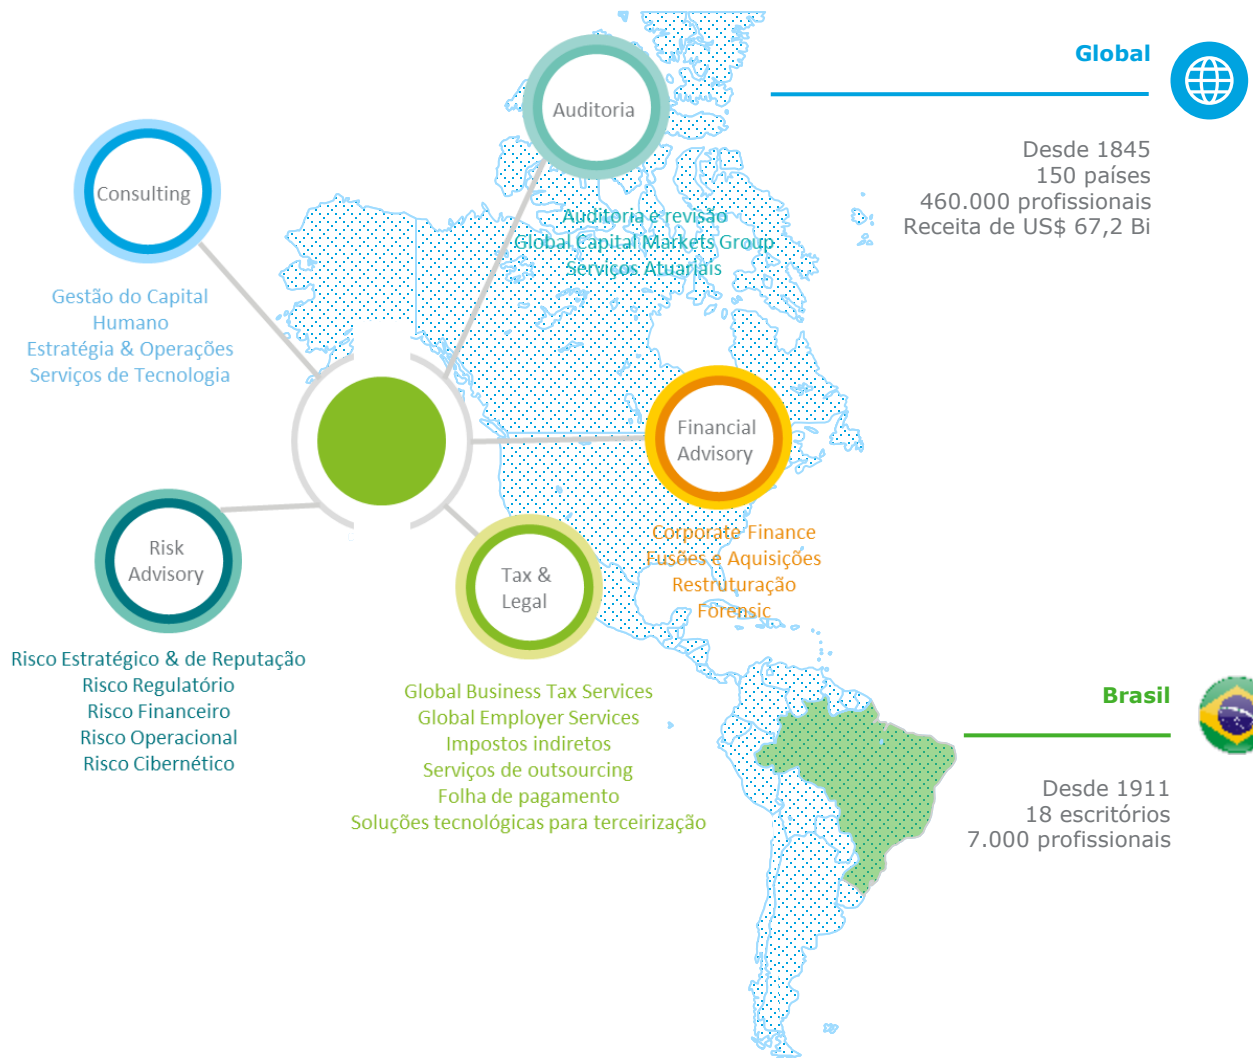 Global
Desde 1845
150 países
460.000 profissionais
Receita de US$ 67,2 Bi
Auditoria
Auditoria e revisão
Global Capital Markets Group
Serviços Atuariais
Consulting
Gestão do Capital
Humano
Estratégia & Operações
Serviços de Tecnologia
Financial
Advisory
Corporate Finance
Fusões e Aquisições
Restruturação
Forensic
Risk
Advisory
Risco Estratégico & de Reputação
Risco Regulatório
Risco Financeiro
Risco Operacional
Risco Cibernético
Tax &
Legal
Global Business Tax Services
Global Employer Services
Impostos indiretos
Serviços de outsourcing
Folha de pagamento
Soluções tecnológicas para terceirização
Brasil
Desde 1911
18 escritórios
7.000 profissionais